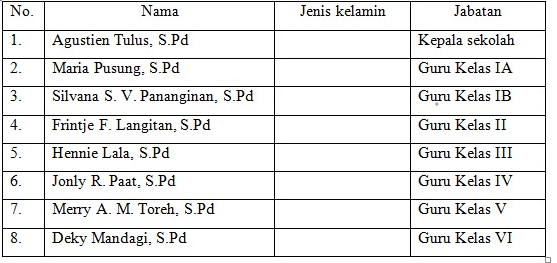 No. Nama Jenis kelamin Jabatan
1. Agustien Tulus, S.Pd Kepala sekolah
2. Maria Pusung, S.Pd Guru Kelas IA
3. Silvana S. V. Pananginan, S.Pd Guru Kelas IB
4. Frintje F. Langitan, S.Pd Guru Kelas II
5. Hennie Lala, S.Pd Guru Kelas III
6. Jonly R. Paat, S.Pd Guru Kelas IV
7. Merry A. M. Toreh, S.Pd Guru Kelas V
8. Deky Mandagi, S.Pd Guru Kelas VI